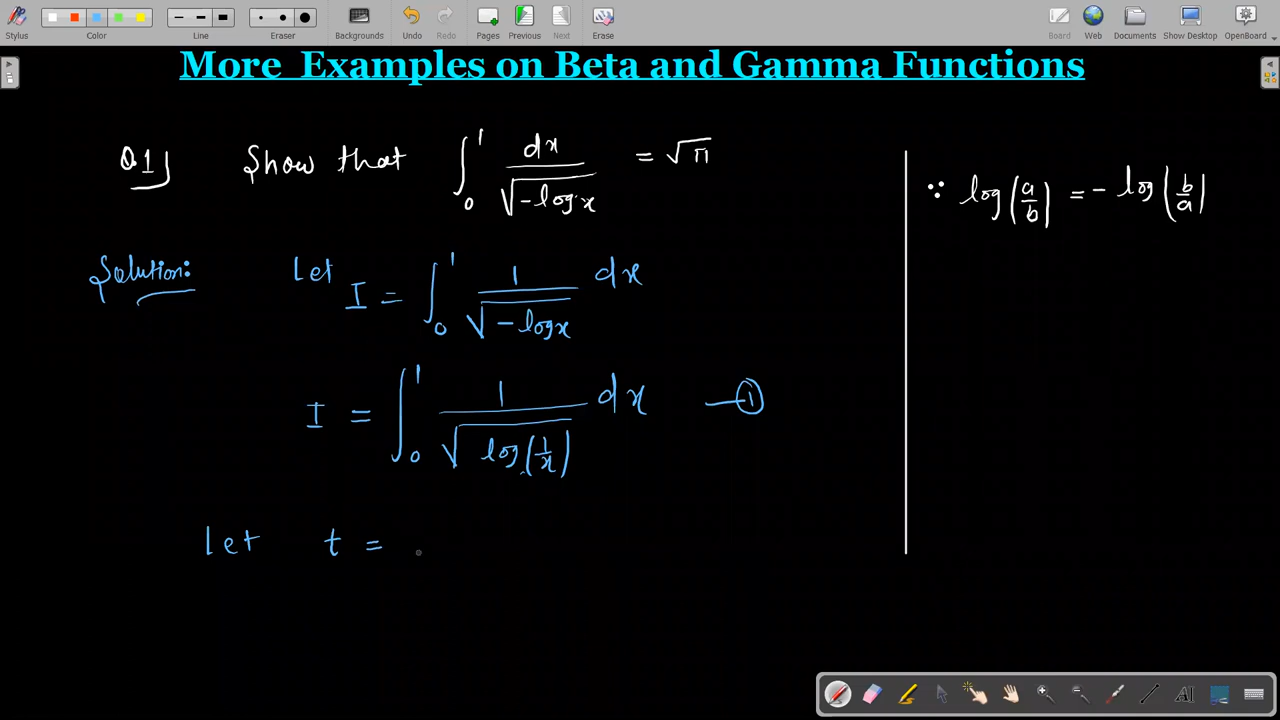 Stylus Color Line Eraser Backgrounds Undo Redo Pages Previous Next Erase Board Web Documents Show Desktop OpenBoard
More Examples on Beta and Gamma Functions
Q.1) Show that ∫₀¹ dx/√(-log x) = √π
∵ log(a/b) = - log(b/a)
Solution: Let I = ∫₀¹ 1/√(-log x) dx
I = ∫₀¹ 1/√(log(1/x)) dx —①
Let t =